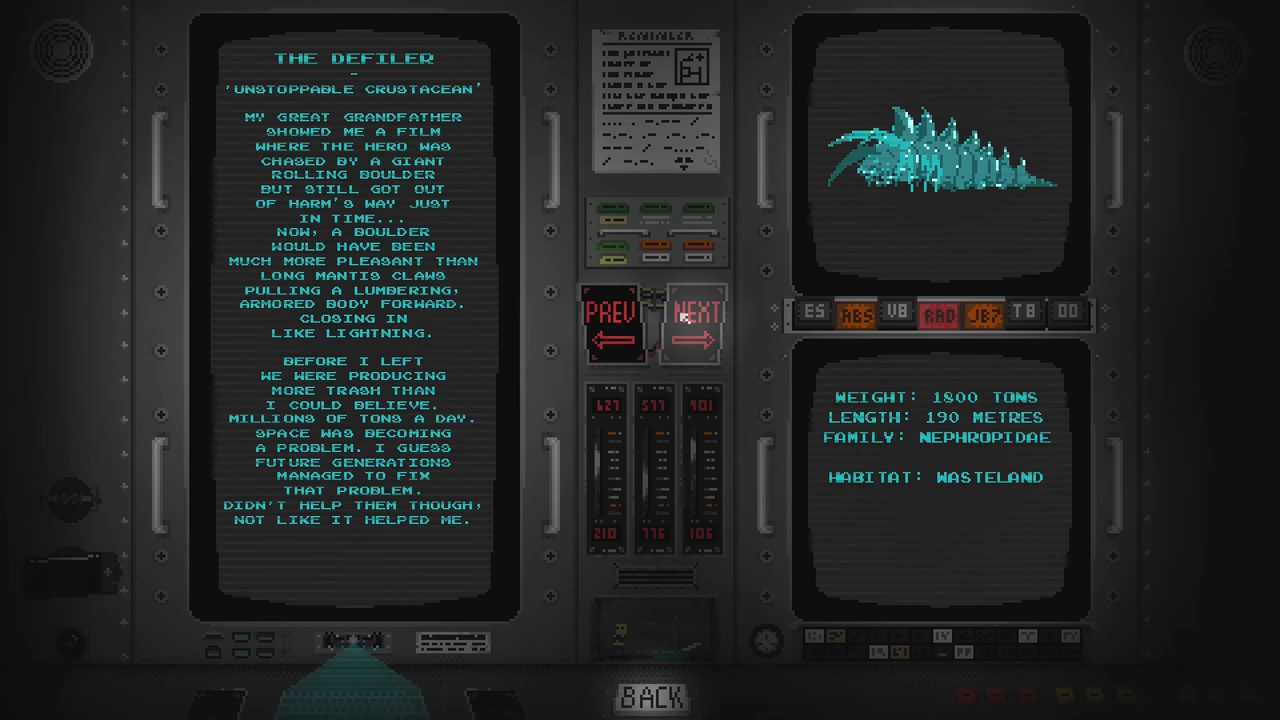 THE DEFILER
-
'UNSTOPPABLE CRUSTACEAN'
MY GREAT GRANDFATHER
SHOWED ME A FILM
WHERE THE HERO WAS
CHASED BY A GIANT
ROLLING BOULDER
BUT STILL GOT OUT
OF HARM'S WAY JUST
IN TIME...
NOW, A BOULDER
WOULD HAVE BEEN
MUCH MORE PLEASANT THAN
LONG MANTIS CLAWS
PULLING A LUMBERING,
ARMORED BODY FORWARD.
CLOSING IN
LIKE LIGHTNING.
BEFORE I LEFT
WE WERE PRODUCING
MORE TRASH THAN
I COULD BELIEVE.
MILLIONS OF TONS A DAY.
SPACE WAS BECOMING
A PROBLEM. I GUESS
FUTURE GENERATIONS
MANAGED TO FIX
THAT PROBLEM.
DIDN'T HELP THEM THOUGH,
NOT LIKE IT HELPED ME.
REMINDER
PREV
NEXT
627 577 901
210 776 106
BACK
ES ABS V8 RAD JB7 T8 00
WEIGHT: 1800 TONS
LENGTH: 190 METRES
FAMILY: NEPHROPIDAE
HABITAT: WASTELAND